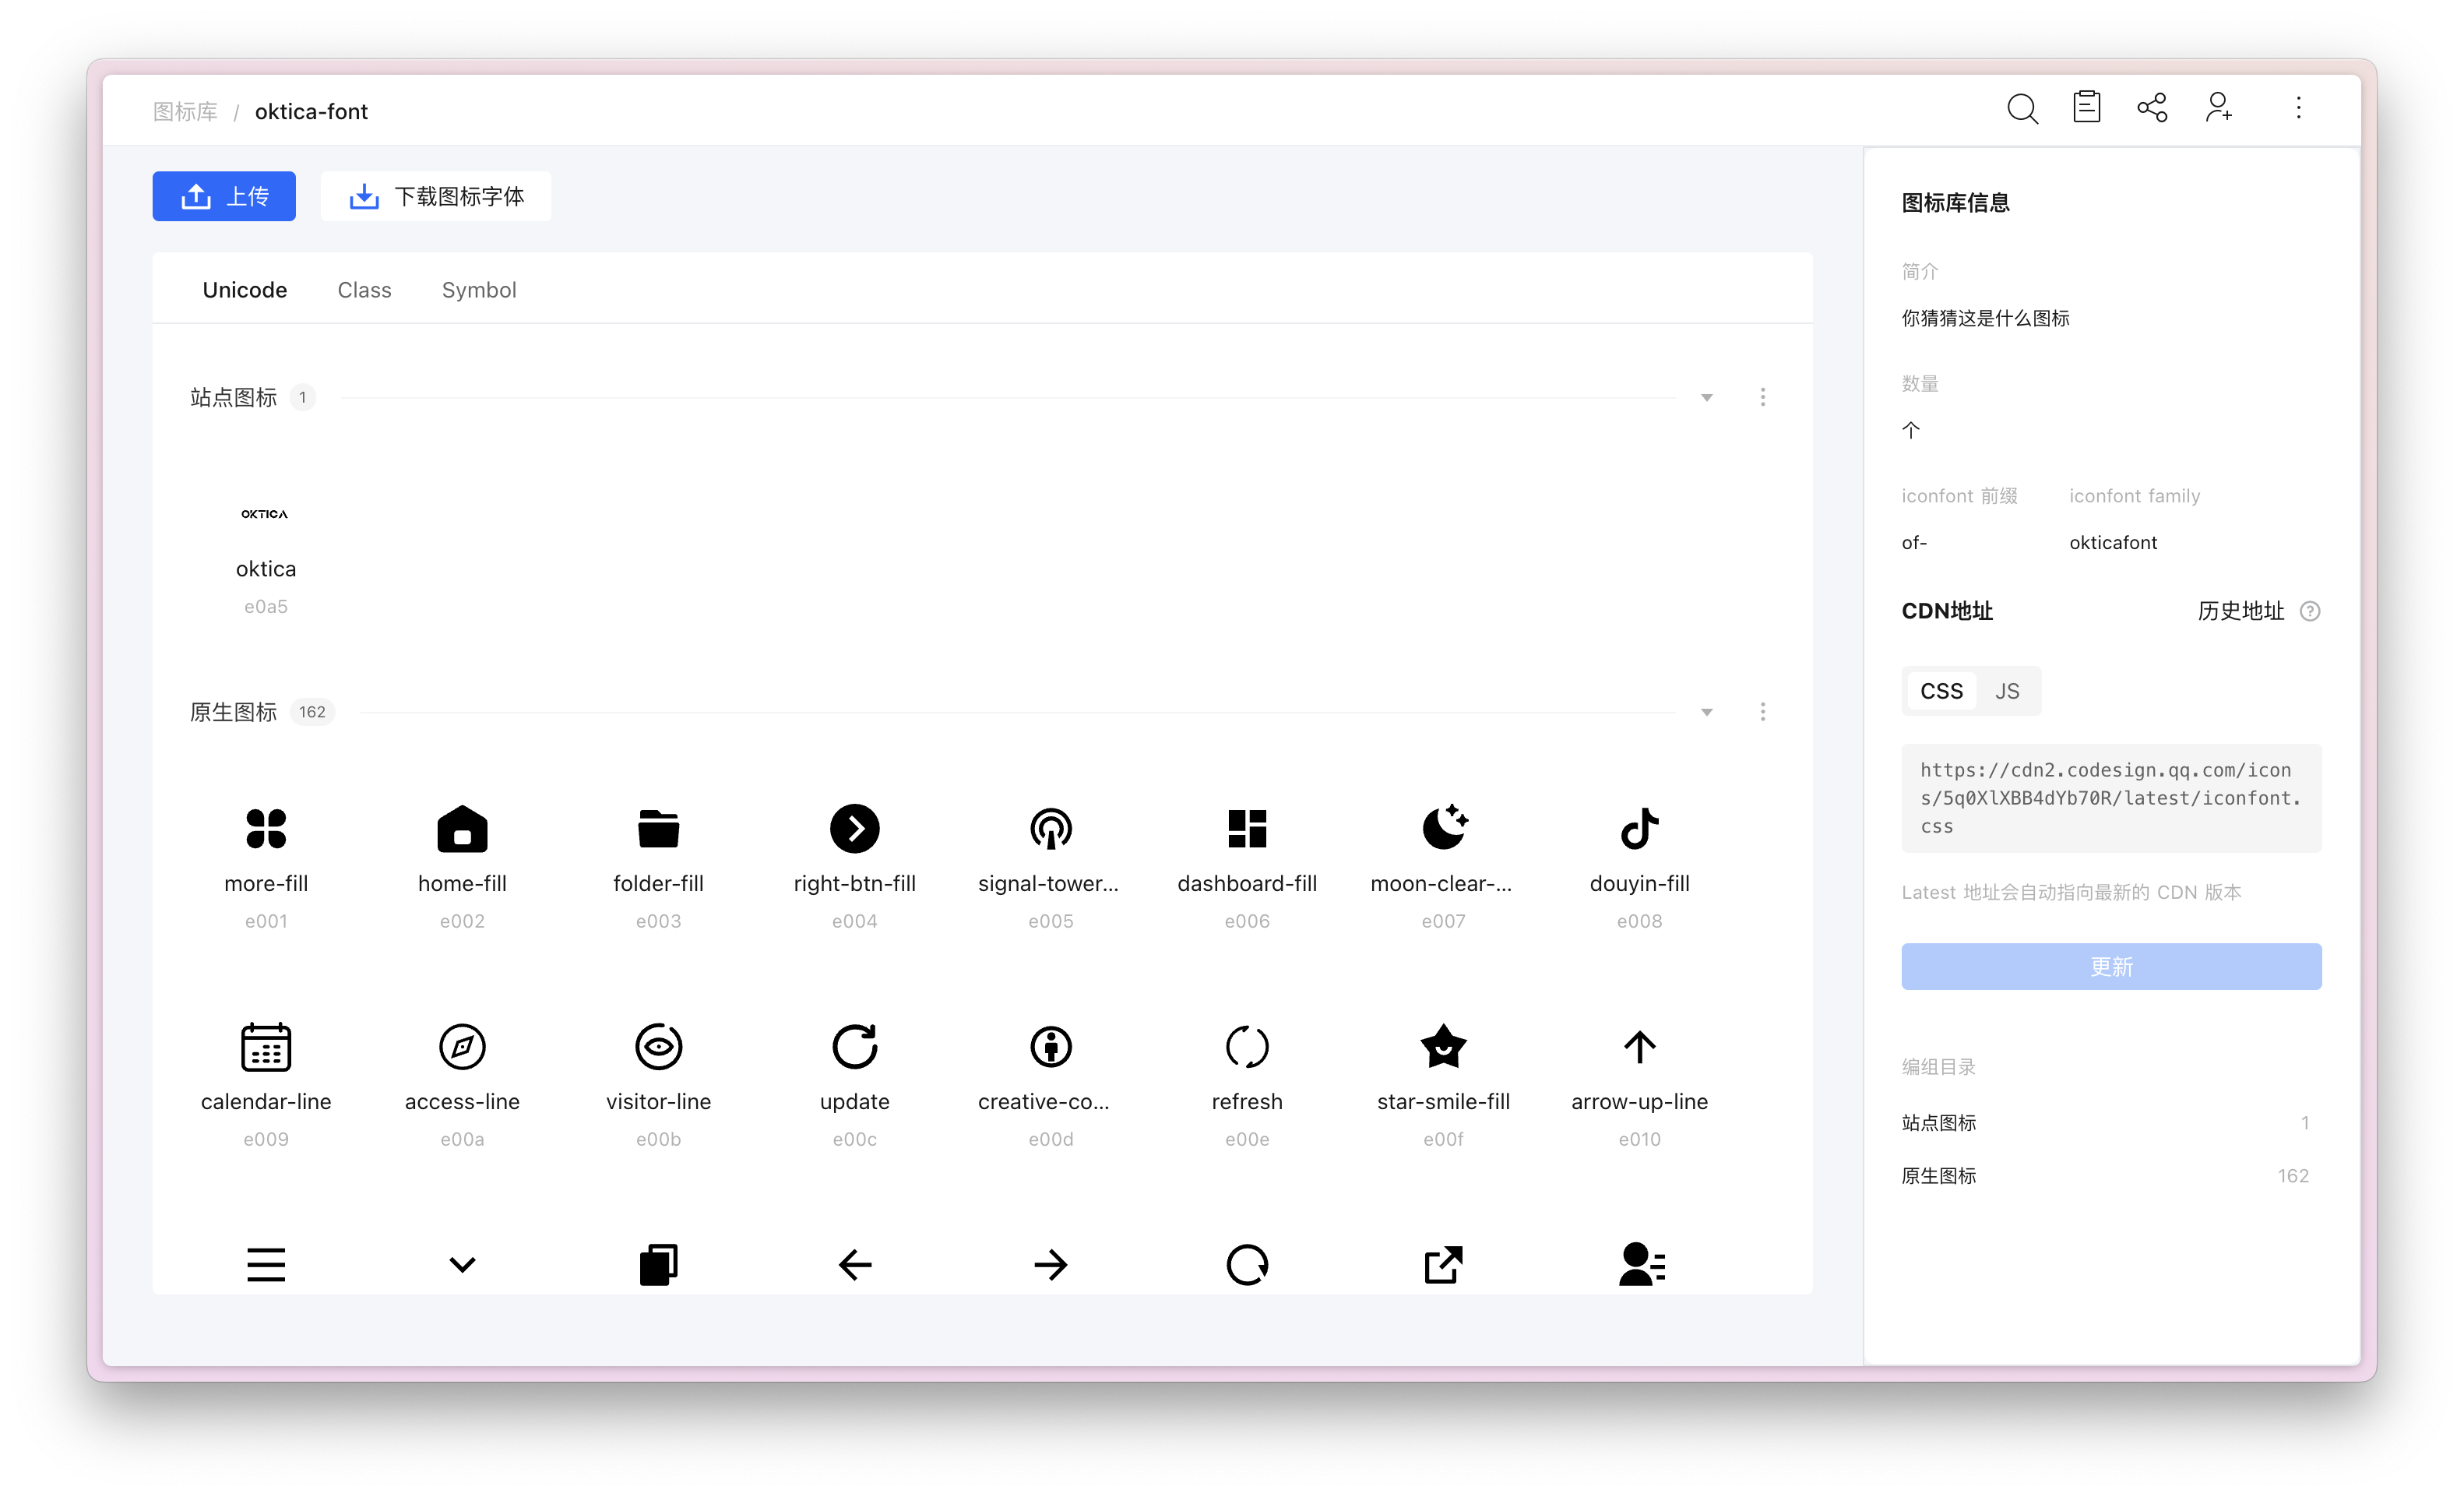 图标库 / oktica-font
上传
下载图标字体
Unicode Class Symbol
站点图标 1
OKTICA
oktica
e0a5
原生图标 162
more-fill home-fill folder-fill right-btn-fill signal-tower... dashboard-fill moon-clear-... douyin-fill
e001 e002 e003 e004 e005 e006 e007 e008
calendar-line access-line visitor-line update creative-co... refresh star-smile-fill arrow-up-line
e009 e00a e00b e00c e00d e00e e00f e010
图标库信息
简介
你猜猜这是什么图标
数量
个
iconfont 前缀 iconfont family
of- okticafont
CDN地址 历史地址 ?
CSS JS
https://cdn2.codesign.qq.com/icon
s/5q0XlXBB4dYb70R/latest/iconfont.
css
Latest 地址会自动指向最新的 CDN 版本
更新
编组目录
站点图标 1
原生图标 162